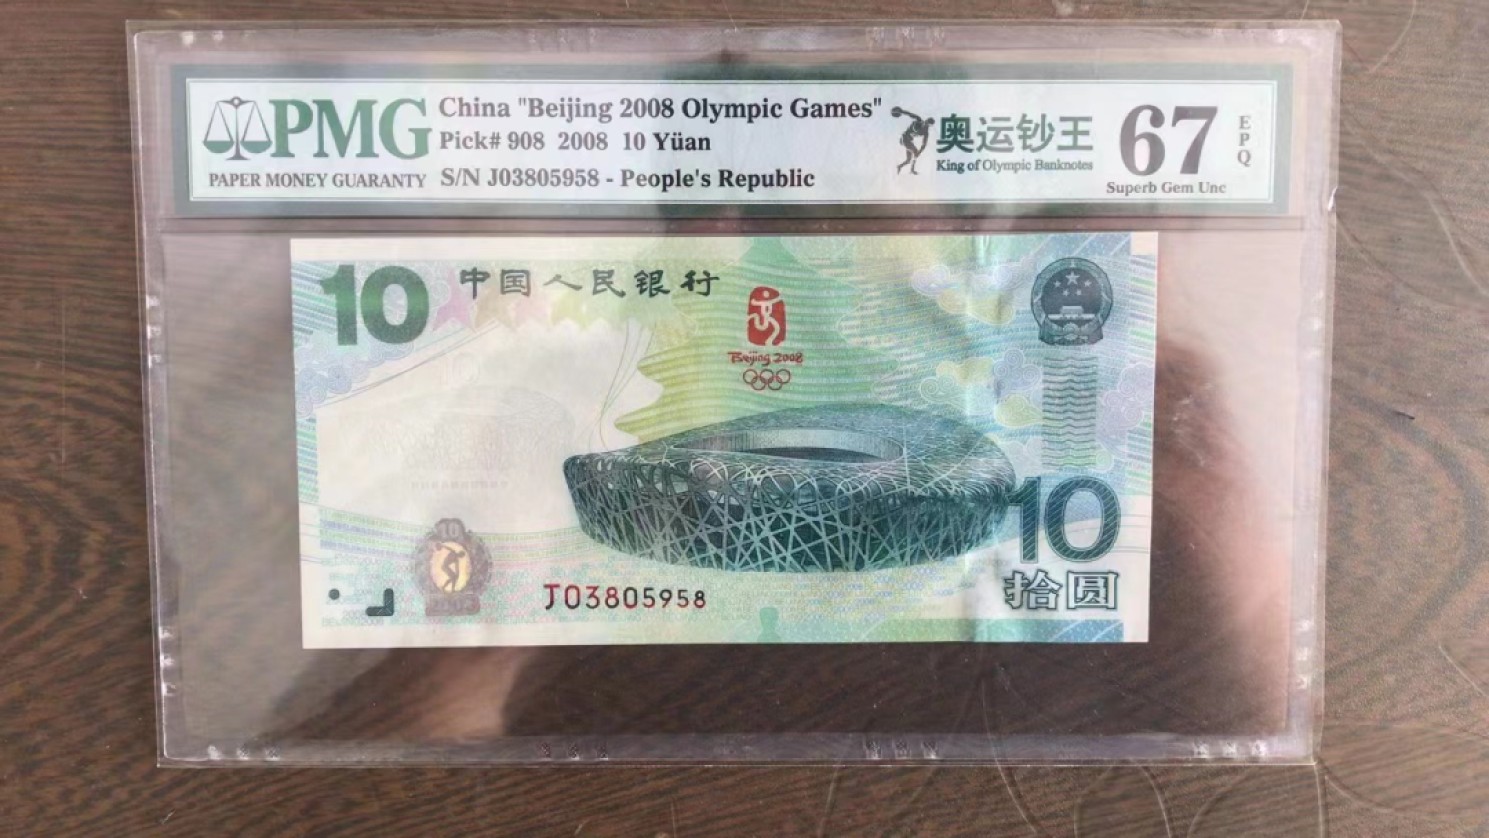 PMG
PAPER MONEY GUARANTY
China "Beijing 2008 Olympic Games"
Pick# 908 2008 10 Yüan
S/N J03805958 - People's Republic
奥运钞王
King of Olympic Banknotes
67
EPQ
Superb Gem Unc
10
中国人民银行
Beijing 2008
10
J03805958
10
拾圆